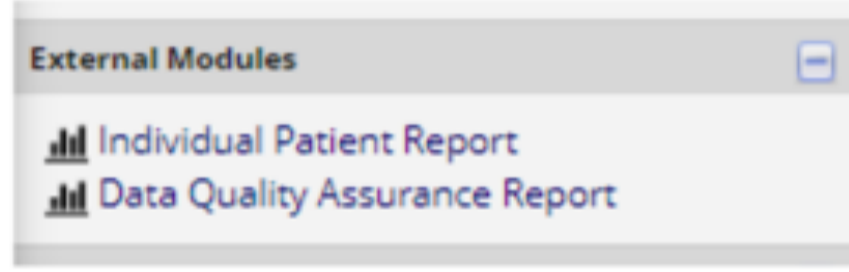 External Modules
Individual Patient Report
Data Quality Assurance Report